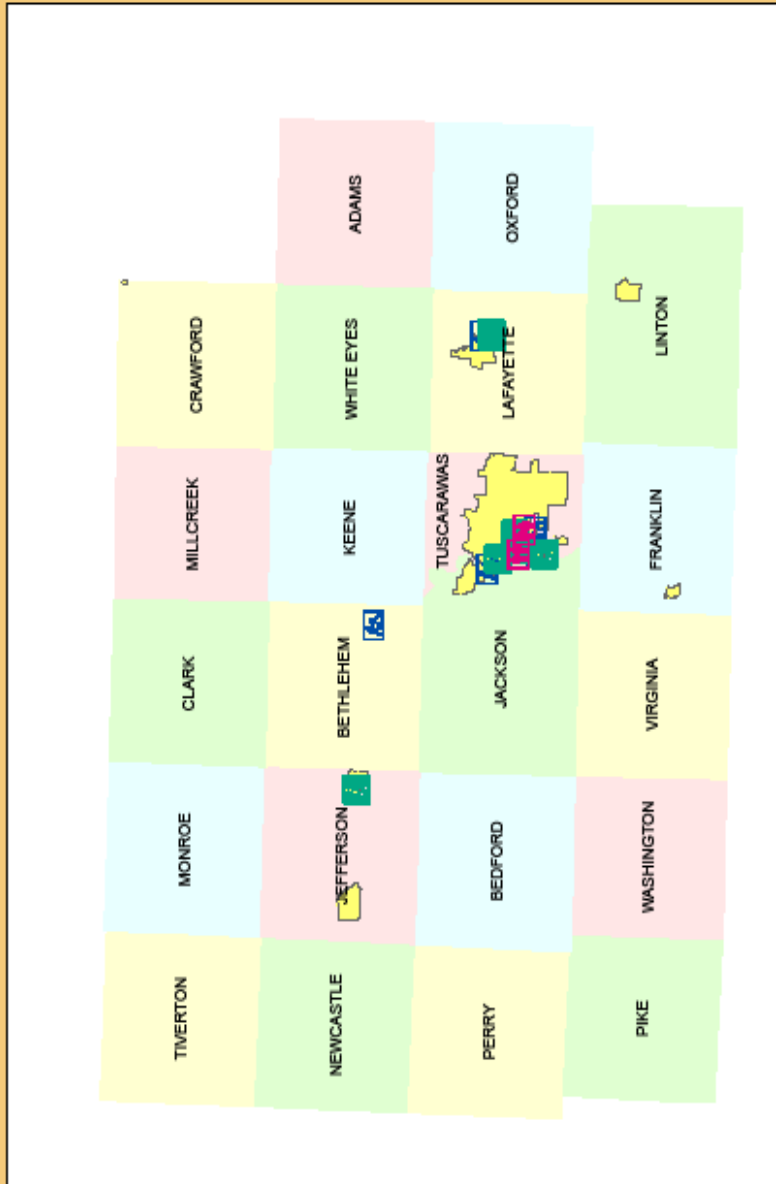 TIVERTON
MONROE
CLARK
MILLCREEK
CRAWFORD
NEWCASTLE
JEFFERSON
BETHLEHEM
KEENE
WHITE EYES
ADAMS
PERRY
BEDFORD
JACKSON
TUSCARAWAS
LAFAYETTE
OXFORD
PIKE
WASHINGTON
VIRGINIA
FRANKLIN
LINTON